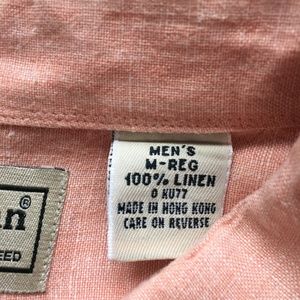 MEN'S
M-REG
100% LINEN
0 KU77
MADE IN HONG KONG
CARE ON REVERSE